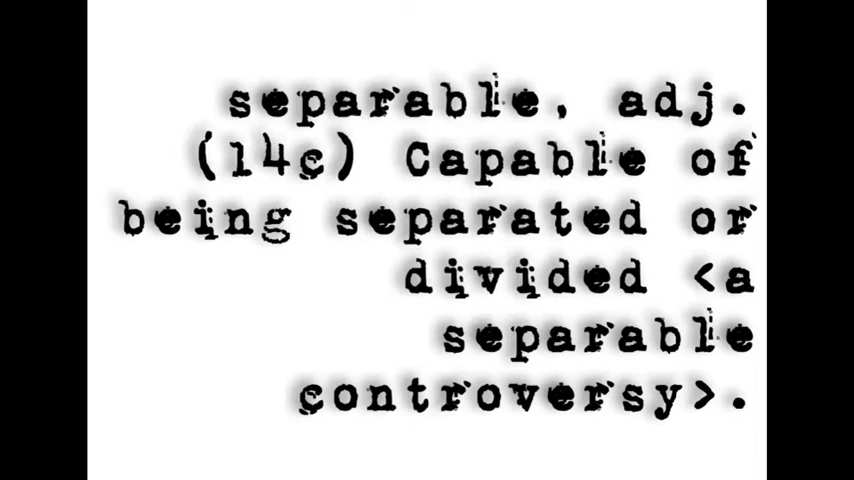 separable, adj.
(14c) Capable of
being separated or
divided <a
separable
controversy>.